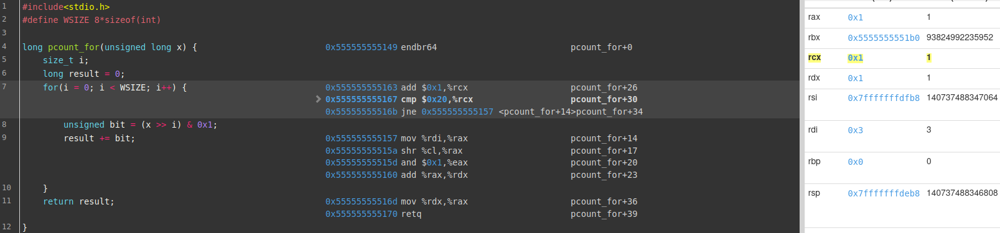 1 #include<stdio.h>
2 #define WSIZE 8*sizeof(int)
3
4 long pcount_for(unsigned long x) { 0x555555555149 endbr64 pcount_for+0
5 size_t i;
6 long result = 0;
7 for(i = 0; i < WSIZE; i++) { 0x555555555163 add $0x1,%rcx pcount_for+26
0x555555555167 cmp $0x20,%rcx pcount_for+30
0x55555555516b jne 0x555555555157 <pcount_for+14>pcount_for+34
8 unsigned bit = (x >> i) & 0x1;
9 result += bit; 0x555555555157 mov %rdi,%rax pcount_for+14
0x55555555515a shr %cl,%rax pcount_for+17
0x55555555515d and $0x1,%eax pcount_for+20
0x555555555160 add %rax,%rdx pcount_for+23
10 }
11 return result; 0x55555555516d mov %rdx,%rax pcount_for+36
0x555555555170 retq pcount_for+39
12 }
rax 0x1 1
rbx 0x5555555551b0 93824992235952
rcx 0x1 1
rdx 0x1 1
rsi 0x7fffffffdfb8 140737488347064
rdi 0x3 3
rbp 0x0 0
rsp 0x7fffffffdeb8 140737488346808